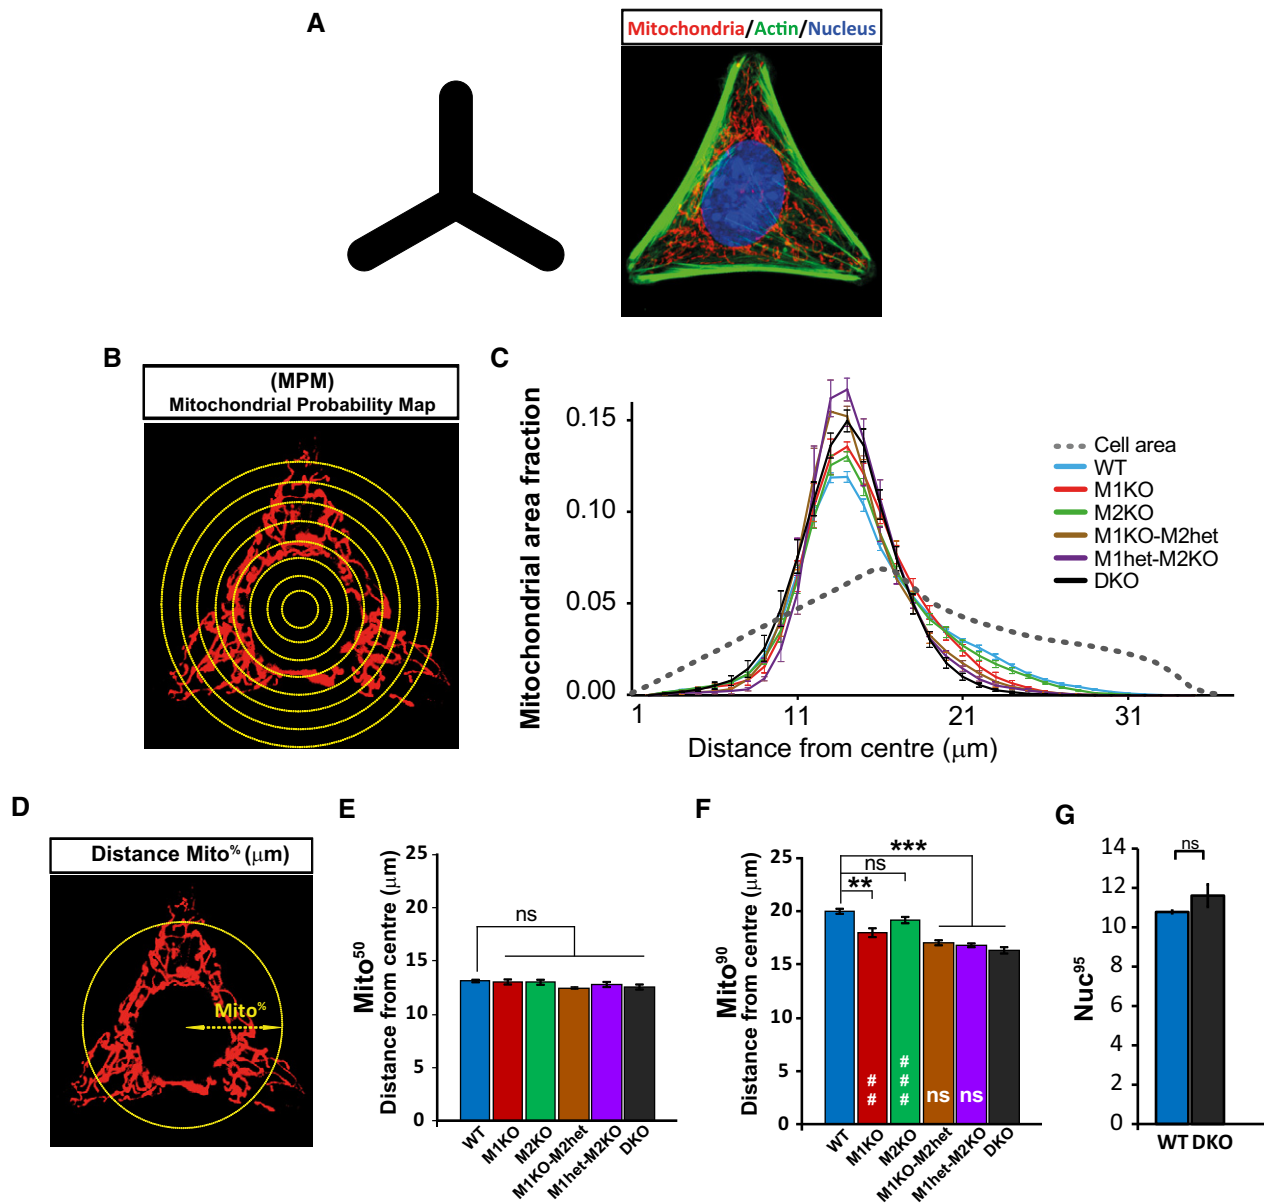 A
Mitochondria/Actin/Nucleus
B
(MPM)
Mitochondrial Probability Map
C
Mitochondrial area fraction
0.15
0.10
0.05
0.00
1
11
21
31
Distance from centre (μm)
Cell area
WT
M1KO
M2KO
M1KO-M2het
M1het-M2KO
DKO
D
Distance Mito% (μm)
Mito%
E
Mito50
Distance from centre (μm)
25
20
15
10
5
0
ns
WT
M1KO
M2KO
M1KO-M2het
M1het-M2KO
DKO
F
Mito90
Distance from centre (μm)
25
20
15
10
5
0
***
ns
**
##
###
ns
ns
WT
M1KO
M2KO
M1KO-M2het
M1het-M2KO
DKO
G
Nuc95
14
12
10
8
6
4
2
0
ns
WT DKO